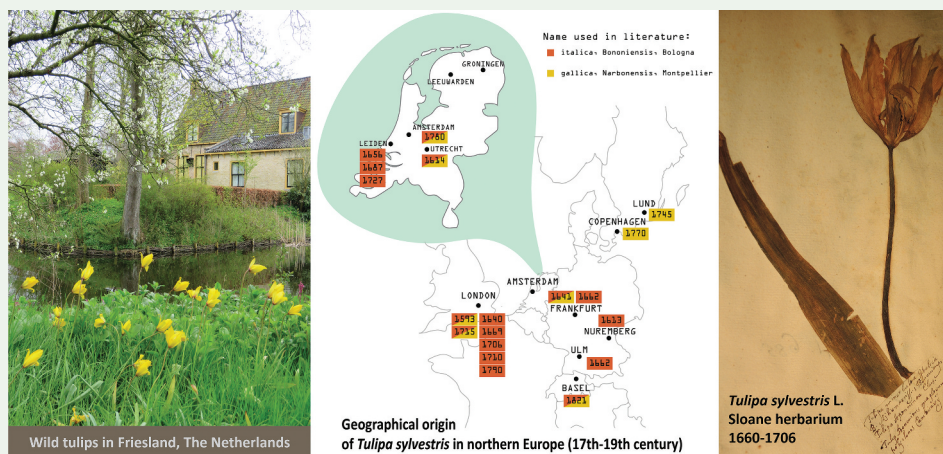 Wild tulips in Friesland, The Netherlands
Name used in literature:
italica, Bononiensis, Bologna
gallica, Narbonensis, Montpellier
GRONINGEN
LEEUWARDEN
AMSTERDAM
1780
LEIDEN
UTRECHT
1656
1614
1687
1727
LUND
1745
COPENHAGEN
1770
AMSTERDAM
LONDON
1641 1662
FRANKFURT
1593 1640
1613
1715 1669
NUREMBERG
1706
ULM
1710
1662
1790
BASEL
1821
Geographical origin
of Tulipa sylvestris in northern Europe (17th-19th century)
Tulipa sylvestris L.
Sloane herbarium
1660-1706